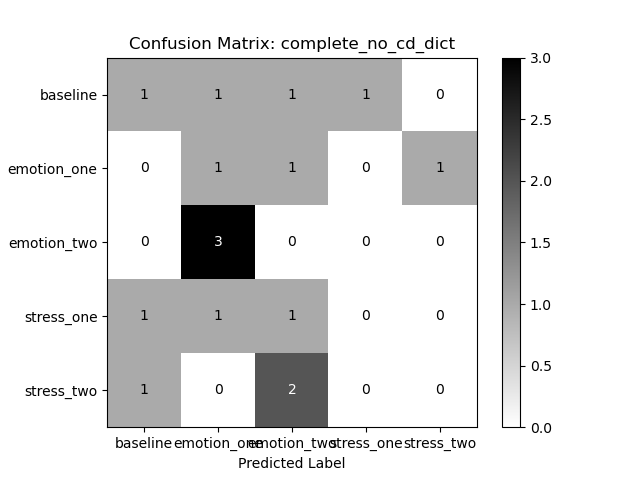 Confusion Matrix: complete_no_cd_dict
baseline 1 1 1 1 0
emotion_one 0 1 1 0 1
emotion_two 0 3 0 0 0
stress_one 1 1 1 0 0
stress_two 1 0 2 0 0
baseline emotion_one emotion_two stress_one stress_two
Predicted Label
3.0
2.5
2.0
1.5
1.0
0.5
0.0